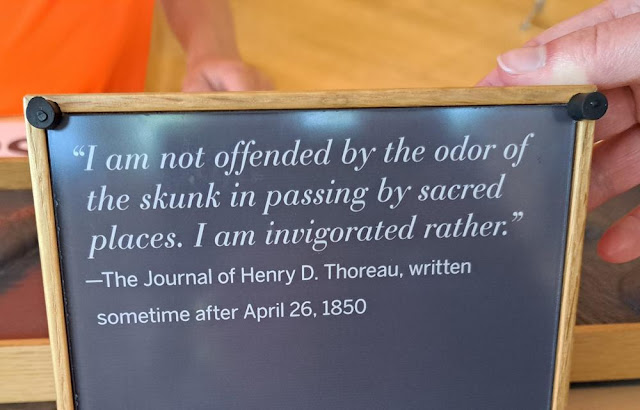 “I am not offended by the odor of
the skunk in passing by sacred
places. I am invigorated rather.”
—The Journal of Henry D. Thoreau, written
sometime after April 26, 1850